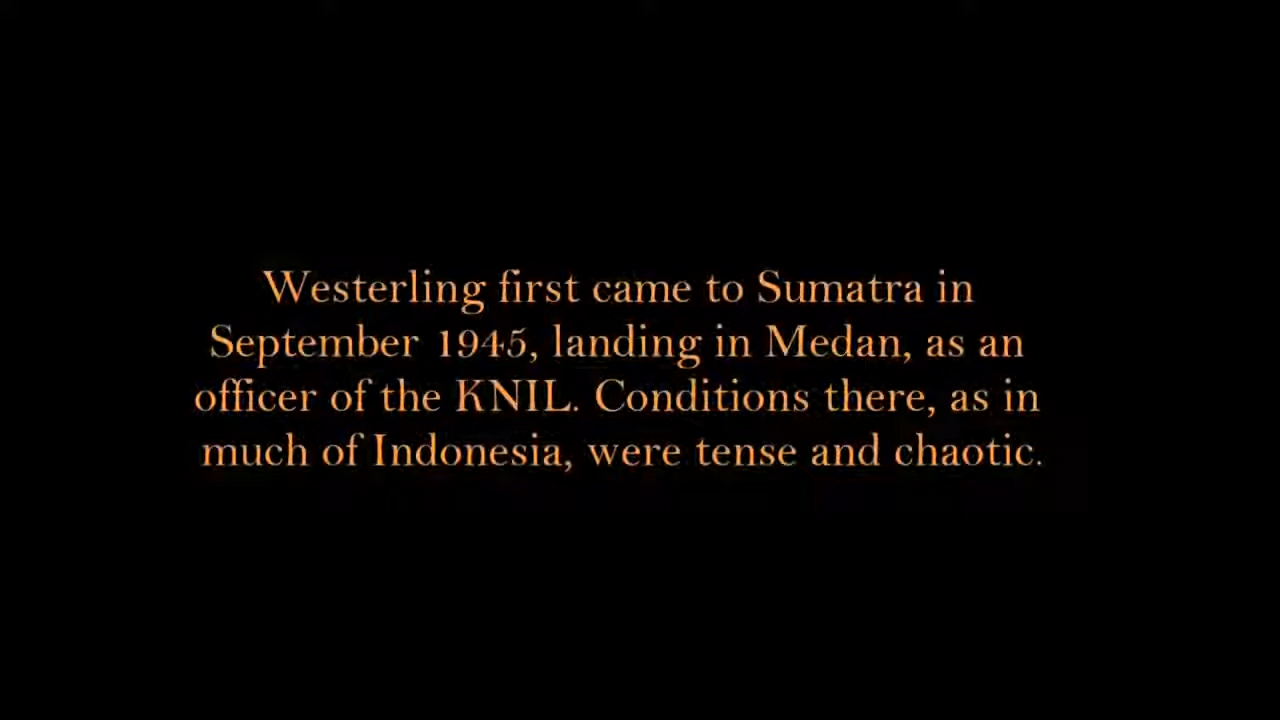 Westerling first came to Sumatra in
September 1945, landing in Medan, as an
officer of the KNIL. Conditions there, as in
much of Indonesia, were tense and chaotic.